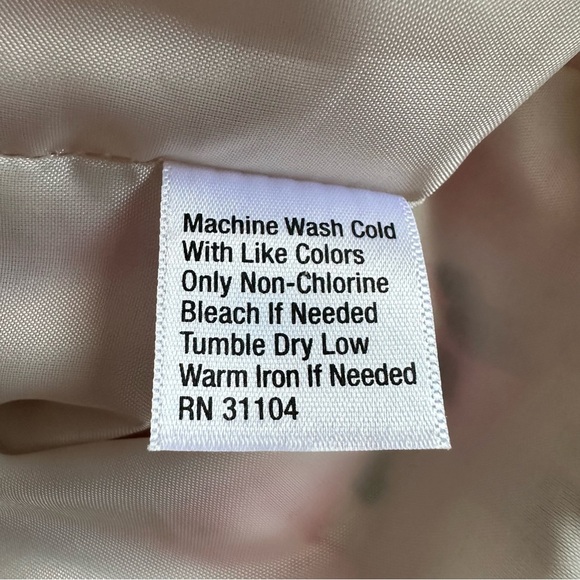 Machine Wash Cold
With Like Colors
Only Non-Chlorine
Bleach If Needed
Tumble Dry Low
Warm Iron If Needed
RN 31104